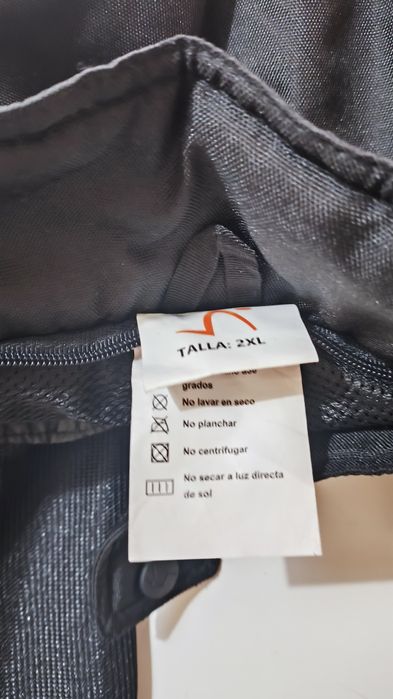 TALLA: 2XL
grados
No lavar en seco
No planchar
No centrifugar
No secar a luz directa
de sol